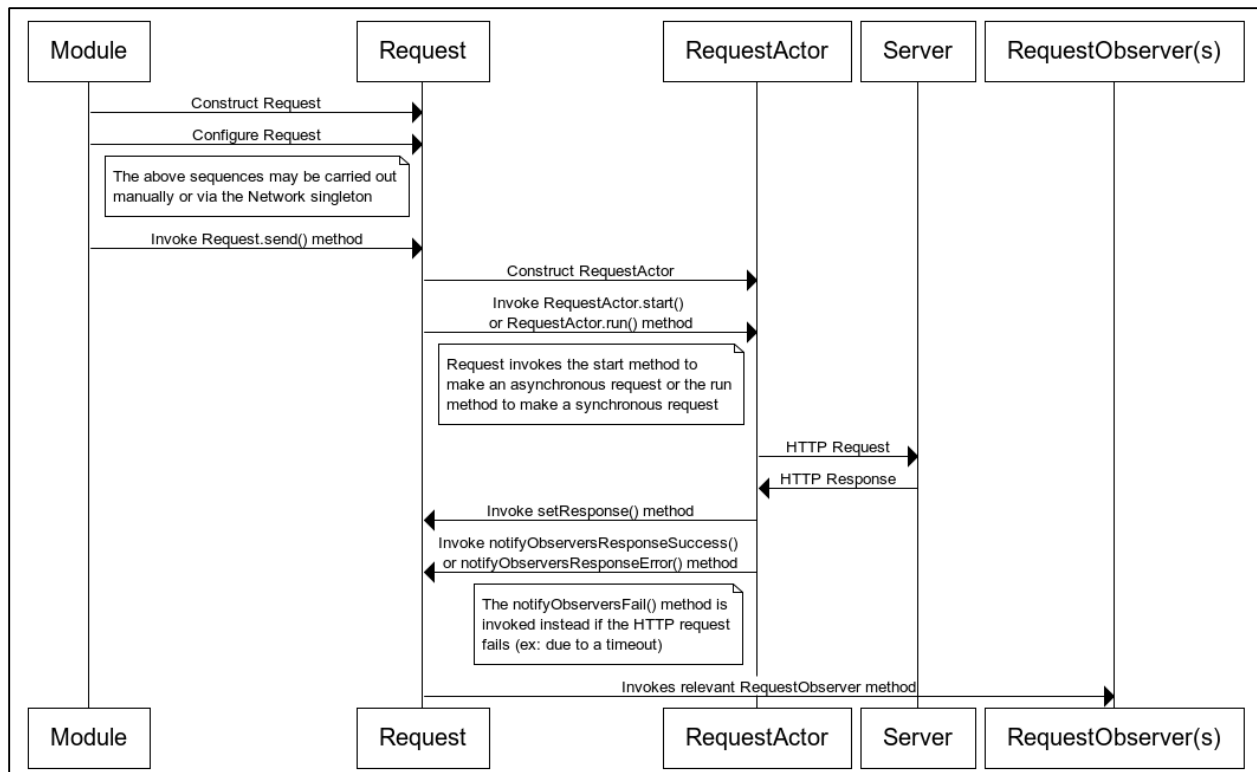 Module
Request
RequestActor
Server
RequestObserver(s)
Construct Request
Configure Request
The above sequences may be carried out
manually or via the Network singleton
Invoke Request.send() method
Construct RequestActor
Invoke RequestActor.start()
or RequestActor.run() method
Request invokes the start method to
make an asynchronous request or the run
method to make a synchronous request
HTTP Request
HTTP Response
Invoke setResponse() method
Invoke notifyObserversResponseSuccess()
or notifyObserversResponseError() method
The notifyObserversFail() method is
invoked instead if the HTTP request
fails (ex: due to a timeout)
Invokes relevant RequestObserver method
Module
Request
RequestActor
Server
RequestObserver(s)